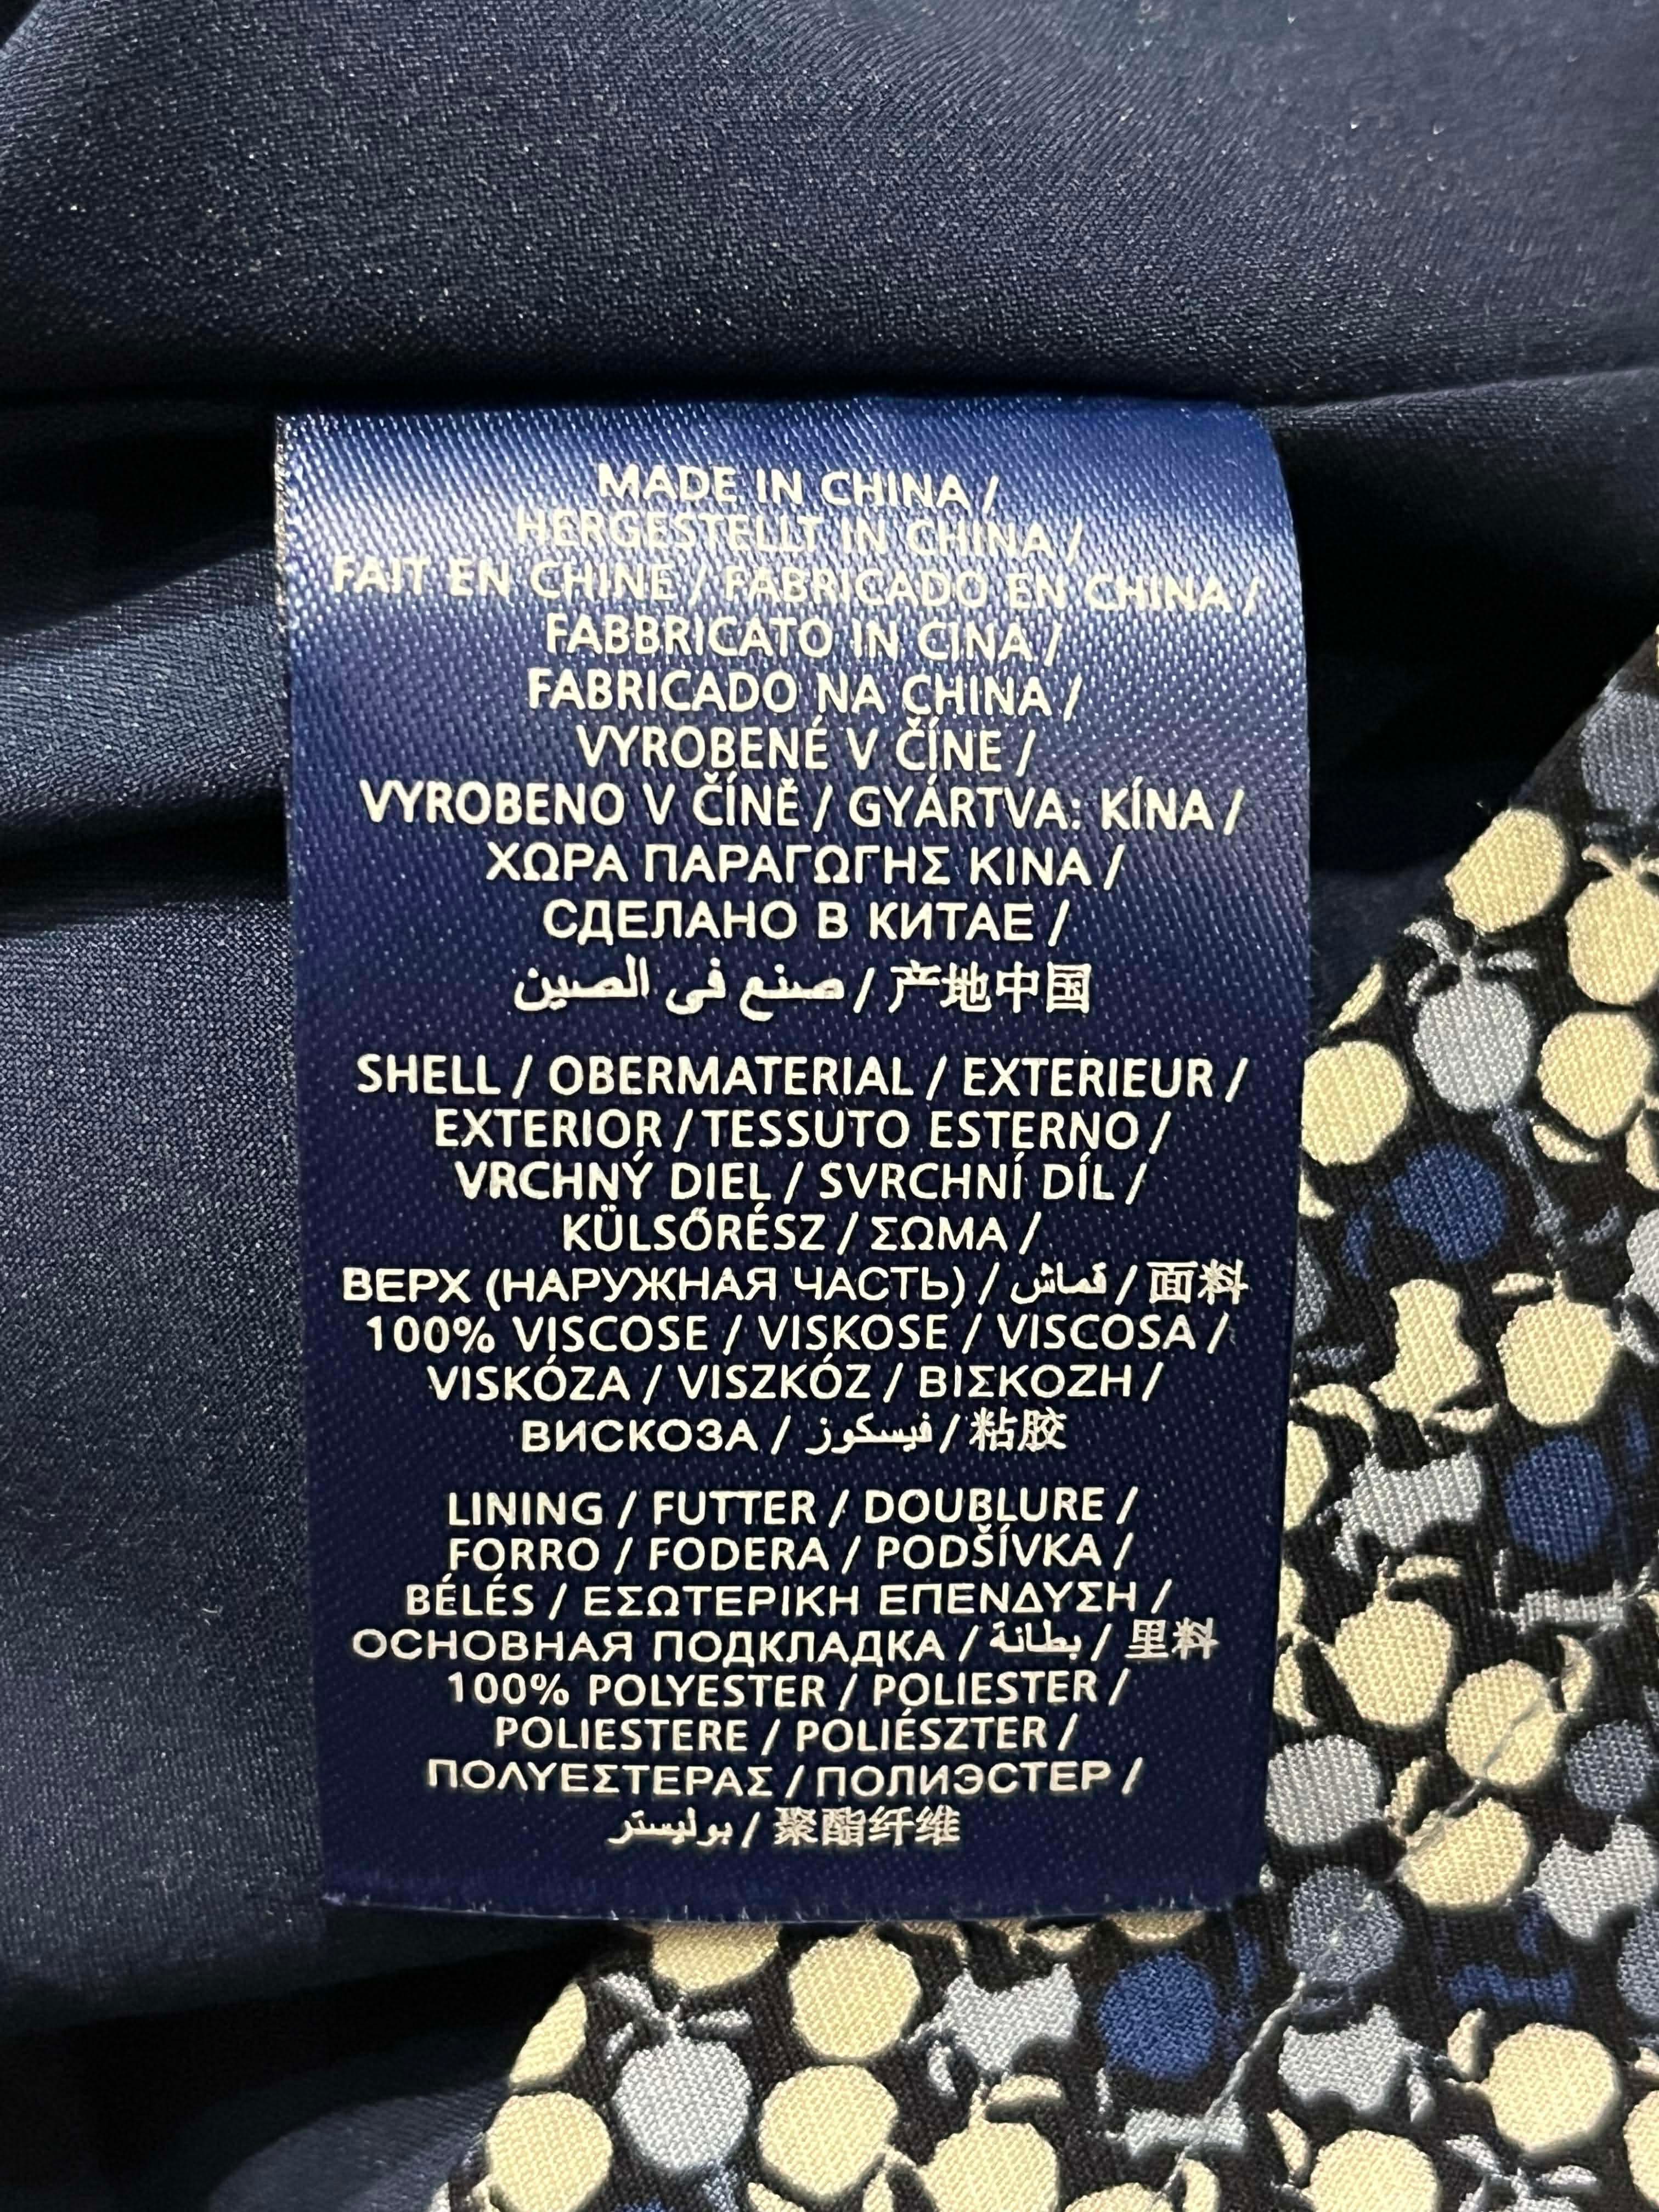 MADE IN CHINA /
HERGESTELLT IN CHINA /
FAIT EN CHINE / FABRICADO EN CHINA /
FABBRICATO IN CINA /
FABRICADO NA CHINA /
VYROBENÉ V ČÍNE /
VYROBENO V ČÍNĚ / GYÁRTVA: KÍNA /
ΧΩΡΑ ΠΑΡΑΓΩΓΗΣ ΚΙΝΑ /
СДЕЛАНО В КИТАЕ /
صنع فى الصين / 产地中国
SHELL / OBERMATERIAL / EXTERIEUR /
EXTERIOR / TESSUTO ESTERNO /
VRCHNÝ DIEL / SVRCHNÍ DÍL /
KÜLSŐRÉSZ / ΣΩΜΑ /
ВЕРХ (НАРУЖНАЯ ЧАСТЬ) / قماش / 面料
100% VISCOSE / VISKOSE / VISCOSA /
VISKÓZA / VISZKÓZ / ΒΙΣΚΟΖΗ /
ВИСКОЗА / فيسكوز / 粘胶
LINING / FUTTER / DOUBLURE /
FORRO / FODERA / PODŠÍVKA /
BÉLÉS / ΕΣΩΤΕΡΙΚΗ ΕΠΕΝΔΥΣΗ /
ОСНОВНАЯ ПОДКЛАДКА / بطانة / 里料
100% POLYESTER / POLIESTER /
POLIESTERE / POLIÉSZTER /
ΠΟΛΥΕΣΤΕΡΑΣ / ПОЛИЭСТЕР /
بوليستر / 聚酯纤维